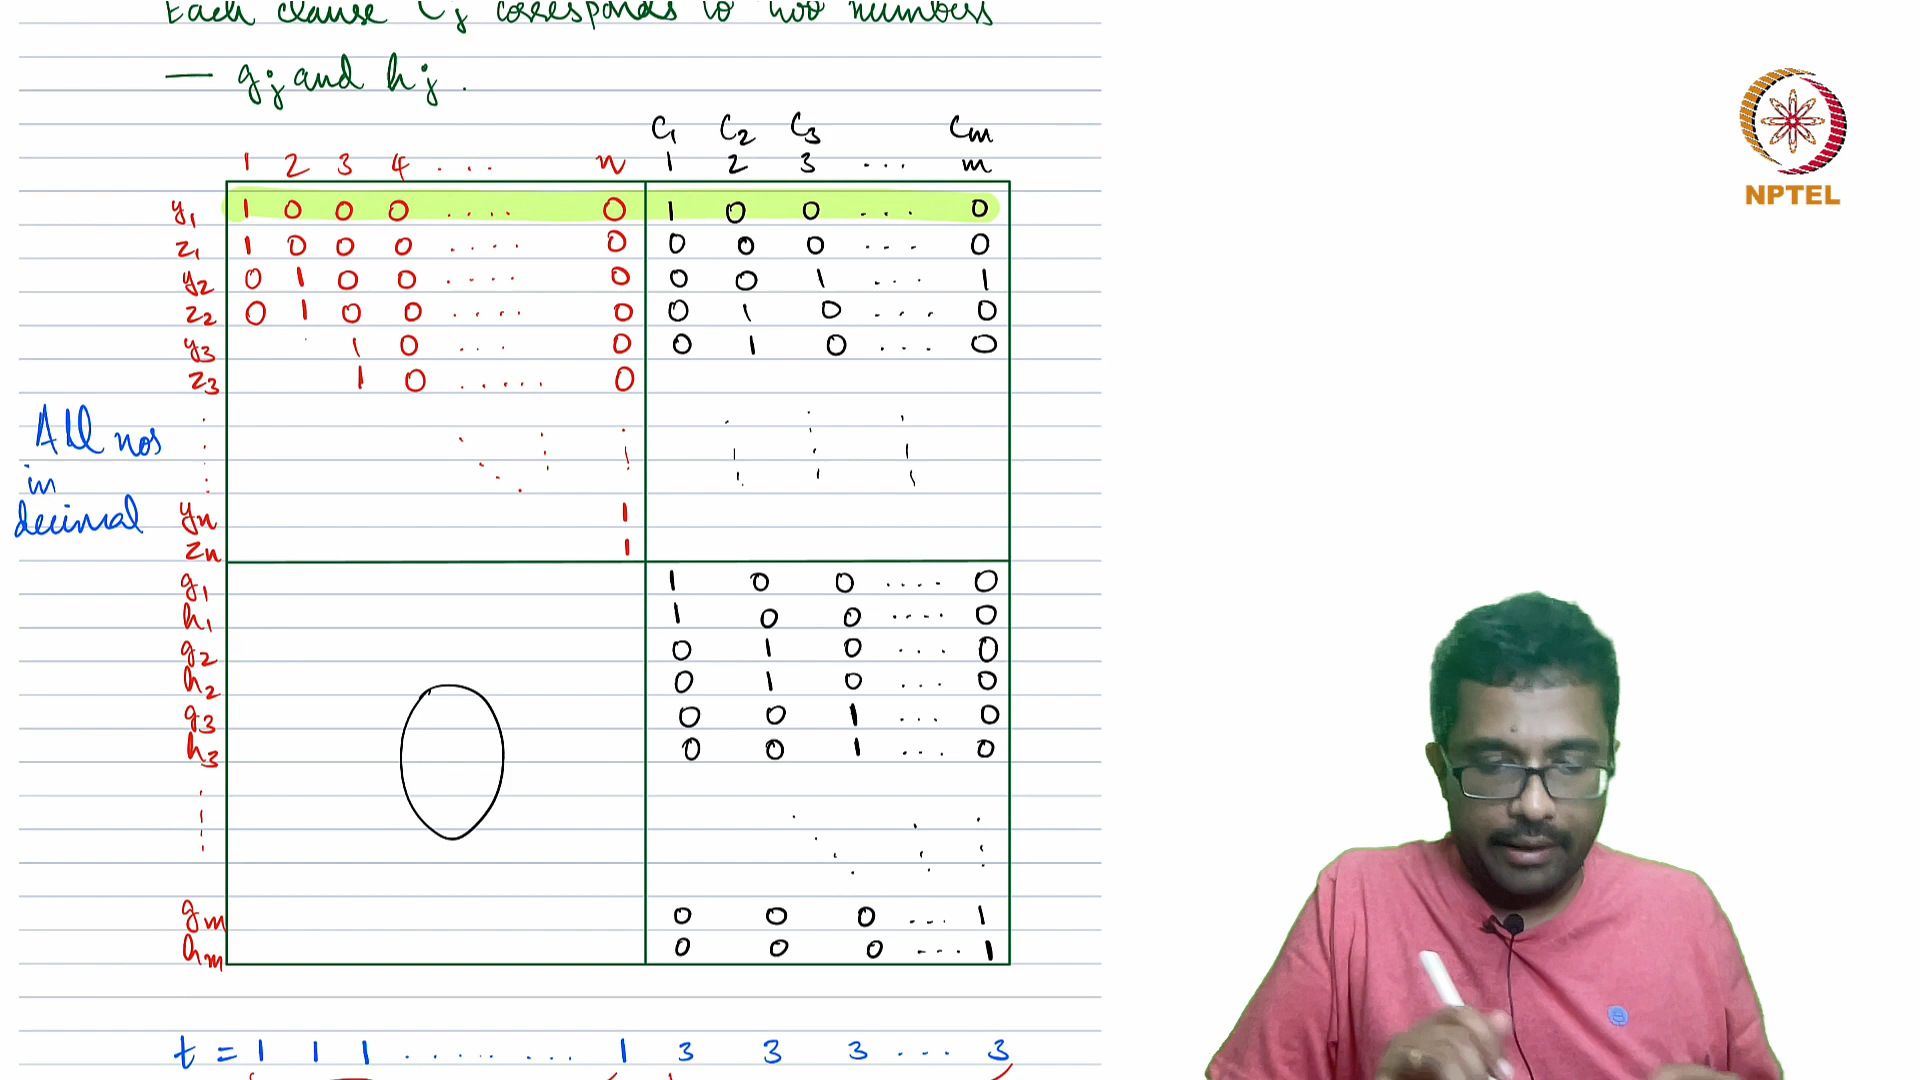 Each clause Cj corresponds to two numbers
— gj and hj.
C1 C2 C3 Cm
1 2 3 4 ... n 1 2 3 ... m
y1 1 0 0 0 .... 0 1 0 0 ... 0
z1 1 0 0 0 .... 0 0 0 0 ... 0
y2 0 1 0 0 .... 0 0 0 1 ... 1
z2 0 1 0 0 .... 0 0 1 0 ... 0
y3 1 0 ... 0 0 1 0 ... 0
z3 1 0 ..... 0
All nos
in
decimal
yn 1
zn 1
g1 1 0 0 .... 0
h1 1 0 0 .... 0
g2 0 1 0 ... 0
h2 0 1 0 ... 0
g3 0 0 1 ... 0
h3 0 0 1 ... 0
gm 0 0 0 ... 1
hm 0 0 0 ... 1
0
t = 1 1 1 ......... 1 3 3 3 ... 3
NPTEL